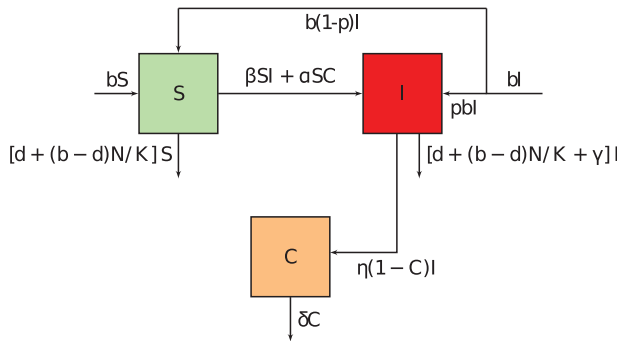 b(1-p)I
bS
S
βSI + αSC
I
bI
pbI
[d + (b − d)N/K] S
[d + (b − d)N/K + γ] I
C
η(1 − C)I
δC